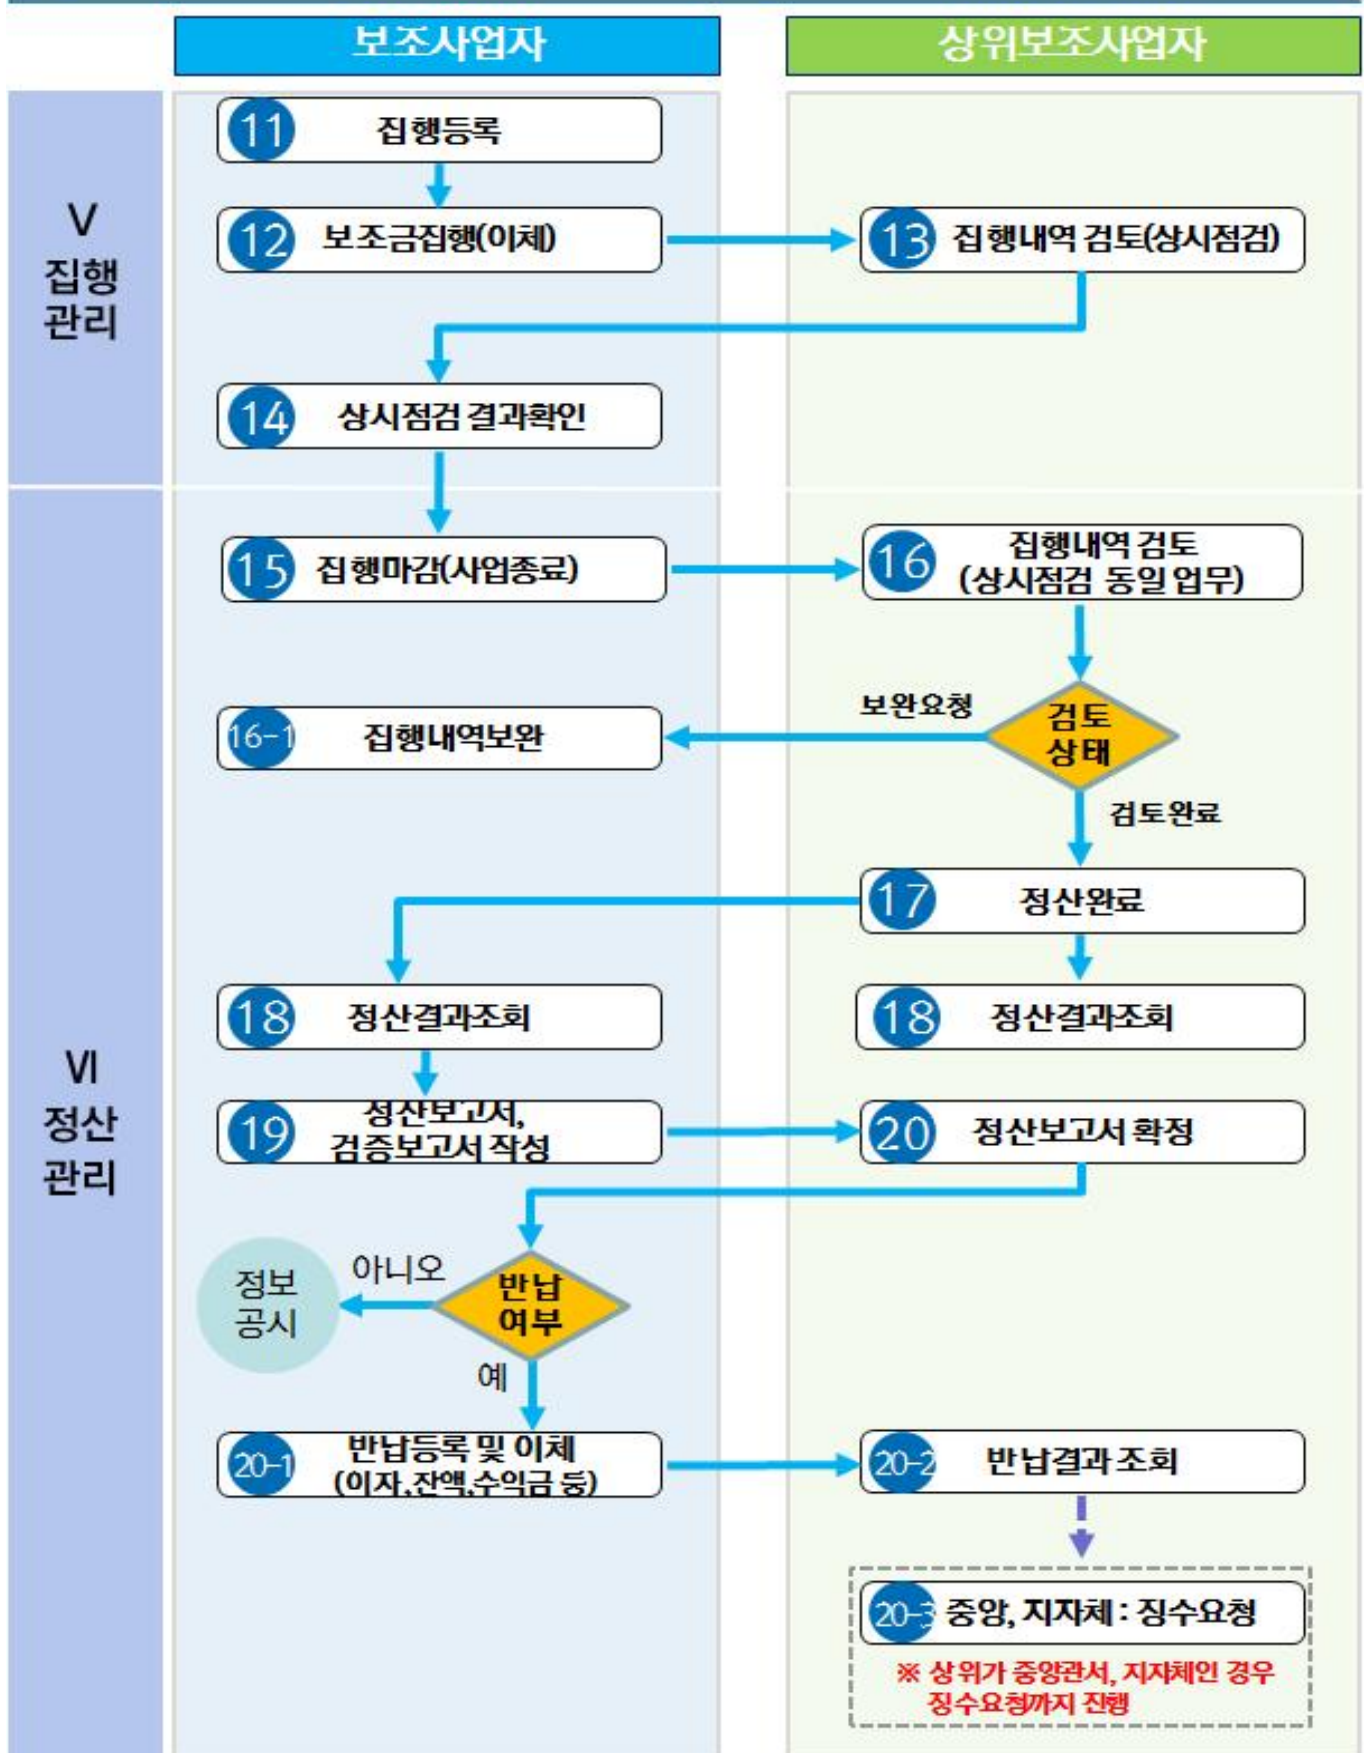 보조사업자
상위보조사업자
Ⅴ
집행
관리
11 집행등록
12 보조금집행(이체)
13 집행내역 검토(상시점검)
14 상시점검 결과확인
Ⅵ
정산
관리
15 집행마감(사업종료)
16 집행내역 검토
(상시점검 동일 업무)
검토
상태
보완요청
16-1 집행내역보완
검토완료
17 정산완료
18 정산결과조회
18 정산결과조회
19 정산보고서,
검증보고서 작성
20 정산보고서 확정
반납
여부
아니오
정보
공시
예
20-1 반납등록 및 이체
(이자,잔액,수익금 등)
20-2 반납결과 조회
20-3 중앙, 지자체 : 징수요청
※ 상위가 중앙관서, 지자체인 경우
징수요청까지 진행